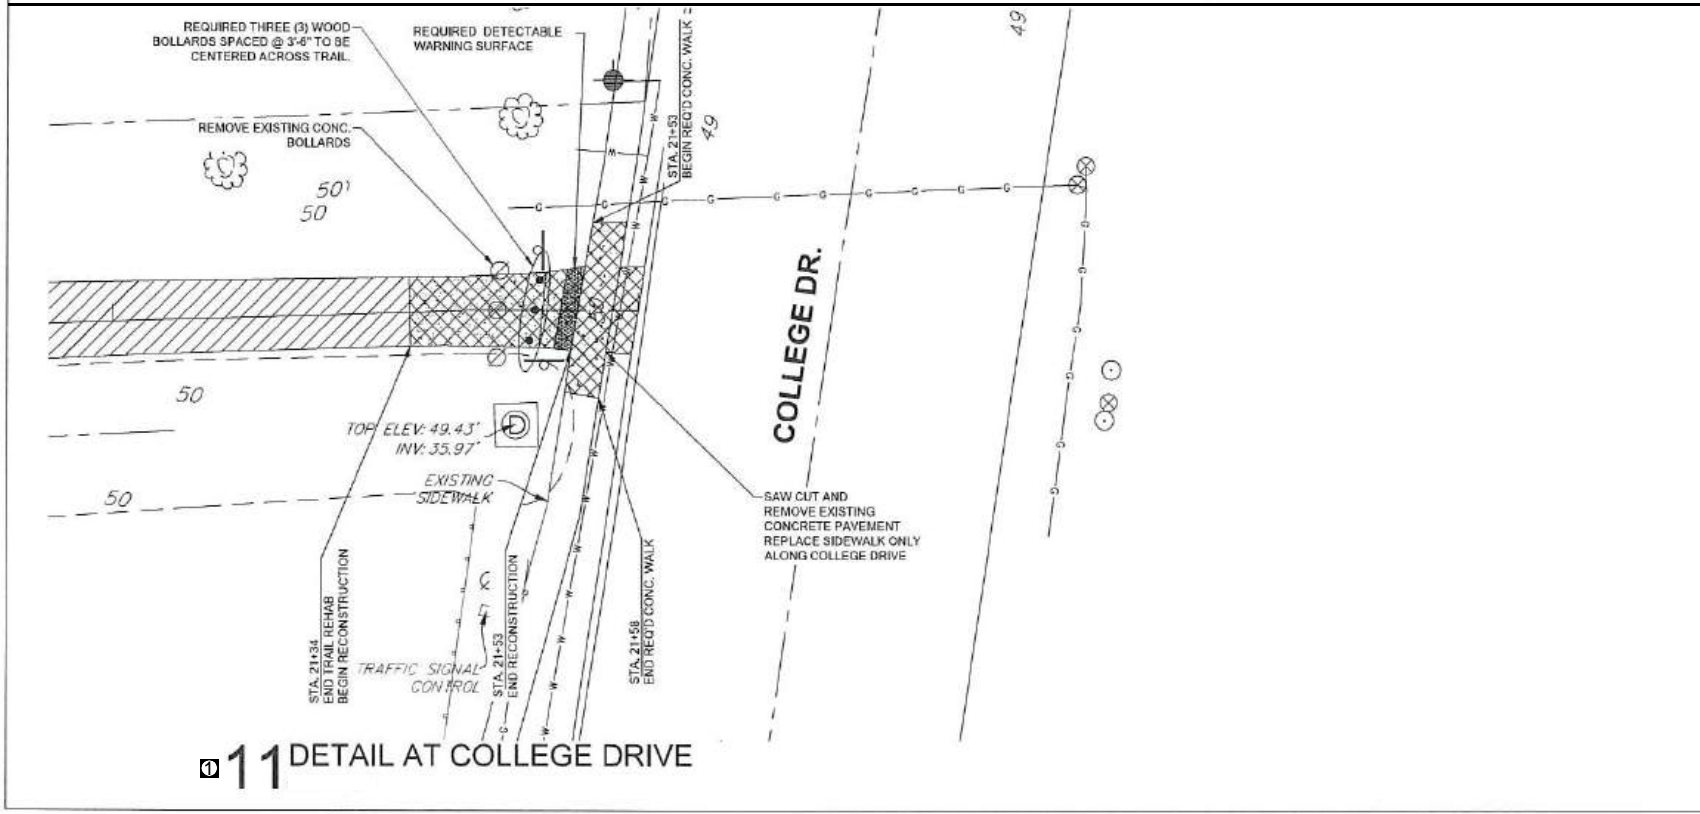 REQUIRED THREE (3) WOOD
BOLLARDS SPACED @ 3'-6" TO BE
CENTERED ACROSS TRAIL.
REQUIRED DETECTABLE
WARNING SURFACE
STA. 21+53
BEGIN REQ'D CONC. WALK
49
49
REMOVE EXISTING CONC.
BOLLARDS
50'
50
G G G G G G G G G
W W W W
COLLEGE DR.
50
TOP ELEV: 49.43'
INV: 35.97'
D
EXISTING
SIDEWALK
50
SAW CUT AND
REMOVE EXISTING
CONCRETE PAVEMENT
REPLACE SIDEWALK ONLY
ALONG COLLEGE DRIVE
STA. 21+34
END TRAIL REHAB
BEGIN RECONSTRUCTION
TRAFFIC SIGNAL
CONTROL
STA. 21+53
END RECONSTRUCTION
STA. 21+58
END REQ'D CONC. WALK
1 11 DETAIL AT COLLEGE DRIVE